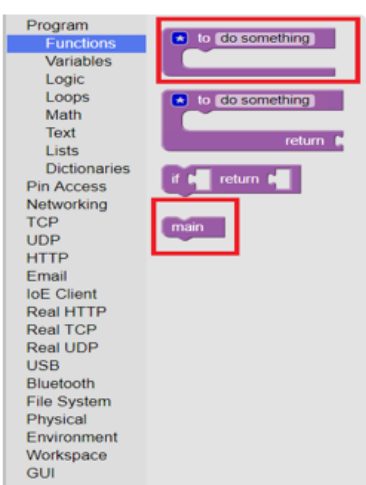 Program
Functions
Variables
Logic
Loops
Math
Text
Lists
Dictionaries
Pin Access
Networking
TCP
UDP
HTTP
Email
IoE Client
Real HTTP
Real TCP
Real UDP
USB
Bluetooth
File System
Physical
Environment
Workspace
GUI
to do something
to do something
return
if return
main